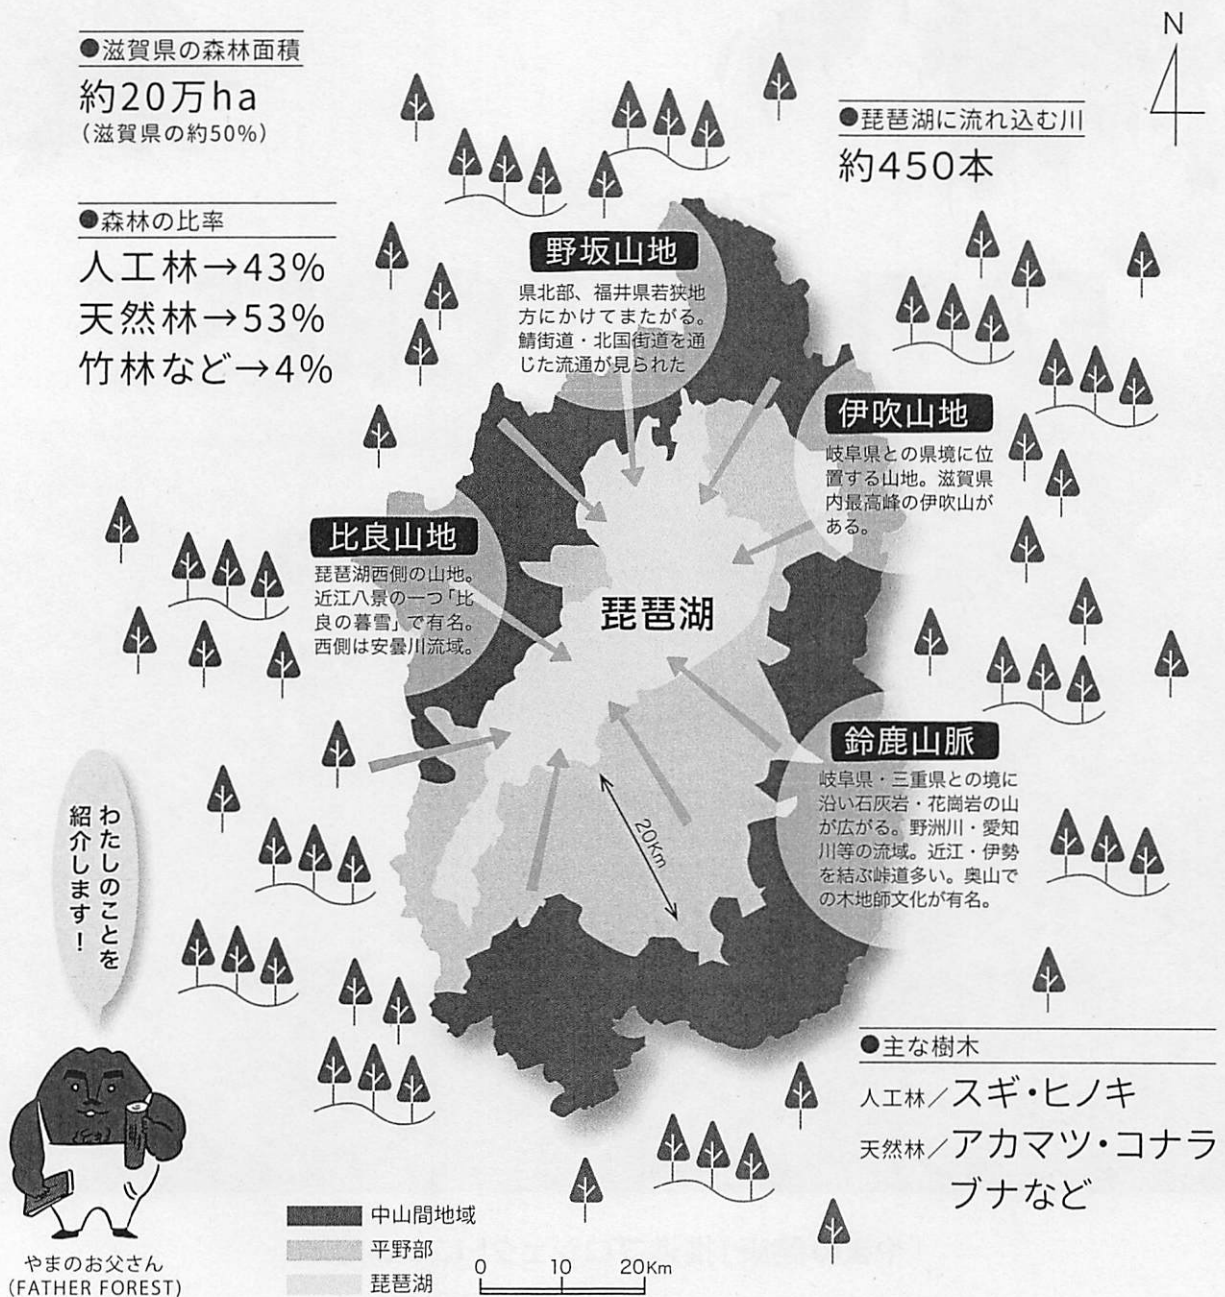 ●滋賀県の森林面積
約20万ha
(滋賀県の約50%)
●森林の比率
人工林→43%
天然林→53%
竹林など→4%
N
●琵琶湖に流れ込む川
約450本
野坂山地
県北部、福井県若狭地
方にかけてまたがる。
鯖街道・北国街道を通
じた流通が見られた
伊吹山地
岐阜県との県境に位
置する山地。滋賀県
内最高峰の伊吹山が
ある。
比良山地
琵琶湖西側の山地。
近江八景の一つ「比
良の暮雪」で有名。
西側は安曇川流域。
琵琶湖
鈴鹿山脈
岐阜県・三重県との境に
沿い石灰岩・花崗岩の山
が広がる。野洲川・愛知
川等の流域。近江・伊勢
を結ぶ峠道多い。奥山で
の木地師文化が有名。
20Km
わたしのことを
紹介します!
●主な樹木
人工林/スギ・ヒノキ
天然林/アカマツ・コナラ
ブナなど
やまのお父さん
(FATHER FOREST)
中山間地域
平野部
琵琶湖
0 10 20Km